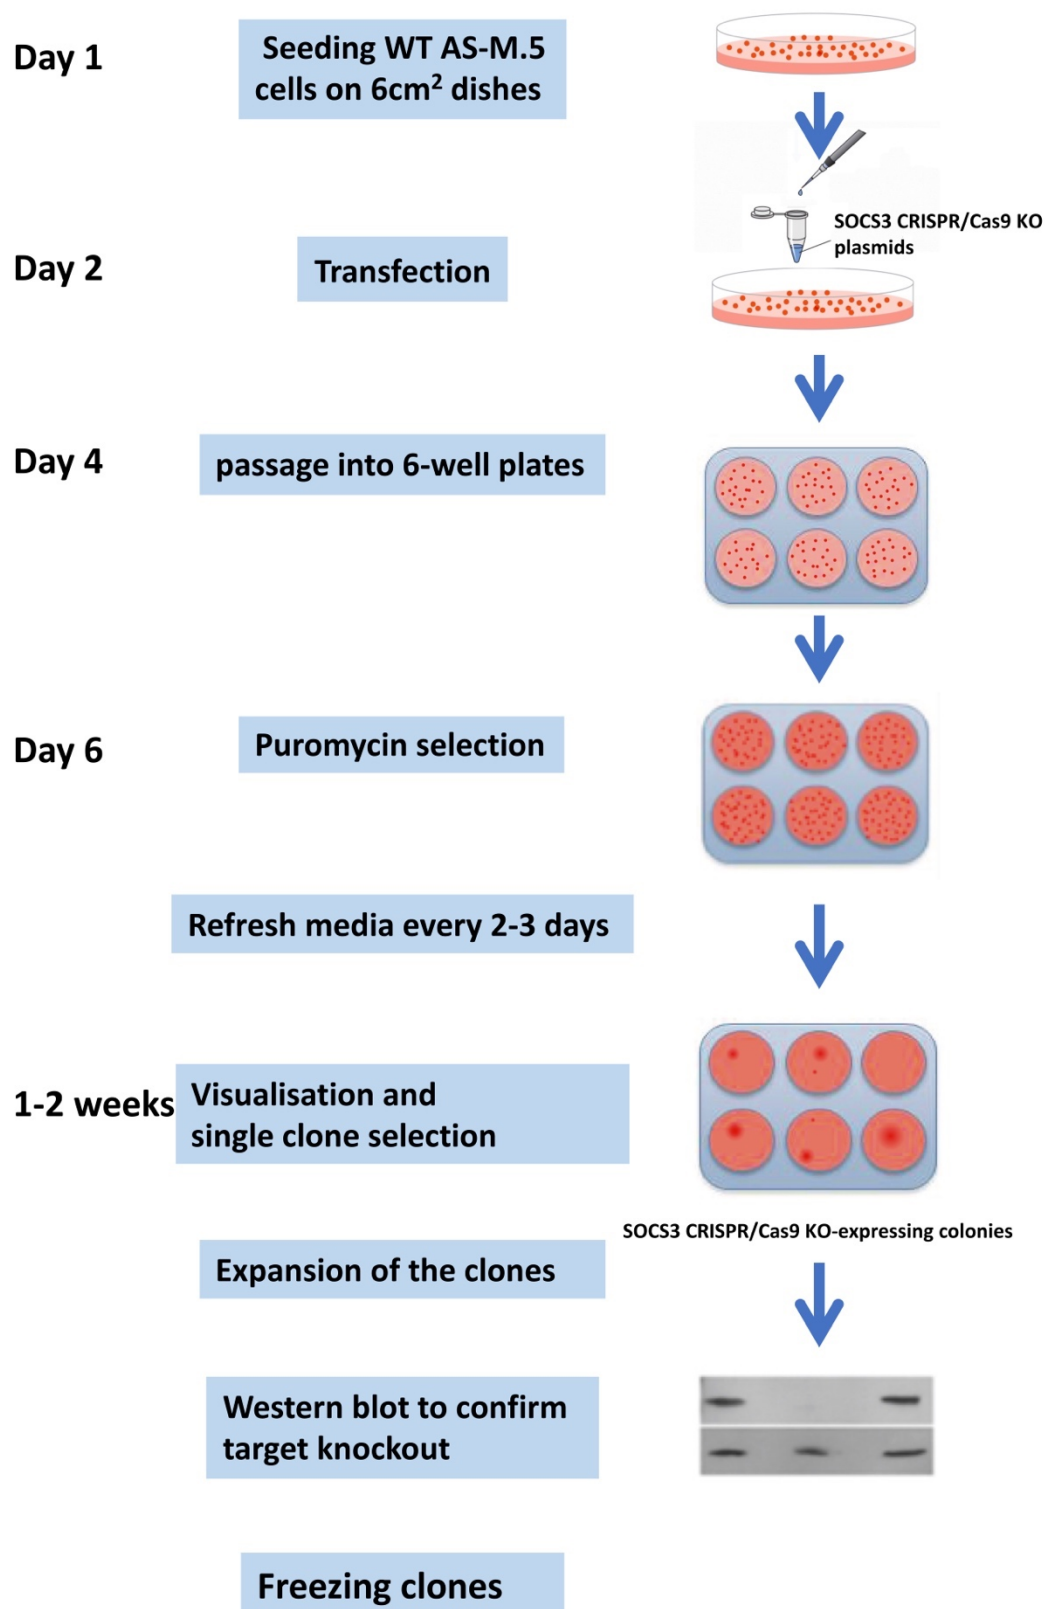 Day 1
Seeding WT AS-M.5
cells on 6cm² dishes
SOCS3 CRISPR/Cas9 KO
plasmids
Day 2
Transfection
Day 4
passage into 6-well plates
Day 6
Puromycin selection
Refresh media every 2-3 days
1-2 weeks
Visualisation and
single clone selection
SOCS3 CRISPR/Cas9 KO-expressing colonies
Expansion of the clones
Western blot to confirm
target knockout
Freezing clones